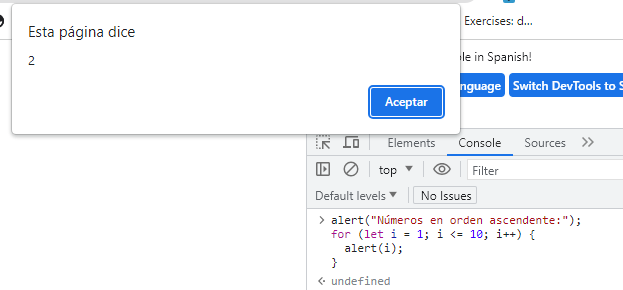 Esta página dice
2
Aceptar
Exercises: d...
le in Spanish!
nguage
Switch DevTools to S
Elements
Console
Sources
top
Filter
Default levels
No Issues
alert("Números en orden ascendente:");
for (let i = 1; i <= 10; i++) {
alert(i);
}
undefined